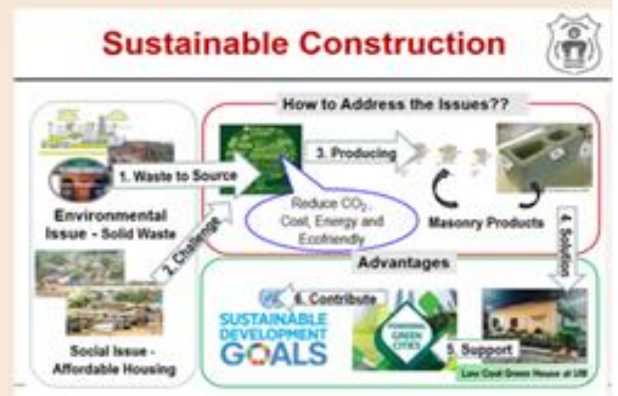 Sustainable Construction
How to Address the Issues??
1. Waste to Source
3. Producing
Environmental
Issue - Solid Waste
Reduce CO₂,
Cost, Energy and
Ecofriendly
Masonry Products
2. Challenge
4. Solution
Advantages
6. Contribute
SUSTAINABLE
DEVELOPMENT
GOALS
GREEN
CITIES
5. Support
Social Issue -
Affordable Housing
Low Cost Green House at